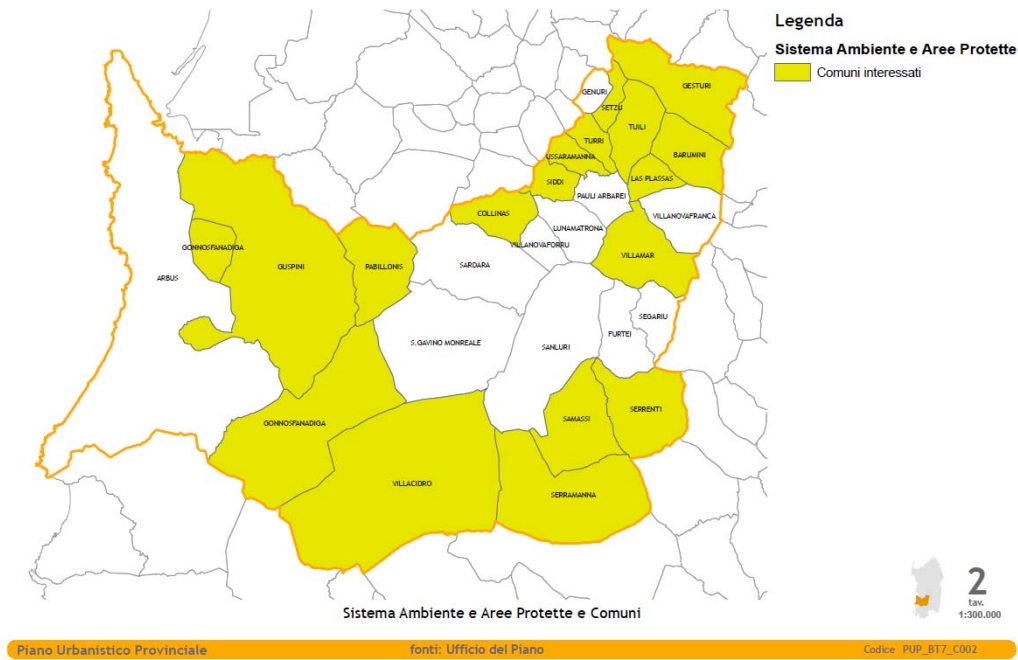 Legenda
Sistema Ambiente e Aree Protette
Comuni interessati
GENURI
GESTURI
SETZU
TUILI
TURRI
USSARAMANNA
BARUMINI
SIDDI
LAS PLASSAS
PAULI ARBAREI
COLLINAS
VILLANOVAFRANCA
LUNAMATRONA
VILLANOVAFORRU
GONNOSFANADIGA
VILLAMAR
ARBUS
GUSPINI
PABILLONIS
SARDARA
SEGARIU
FURTEI
S.GAVINO MONREALE
SANLURI
SERRENTI
SAMASSI
GONNOSFANADIGA
VILLACIDRO
SERRAMANNA
2
tav.
1:300.000
Sistema Ambiente e Aree Protette e Comuni
Piano Urbanistico Provinciale
fonti: Ufficio del Piano
Codice PUP_BT7_C002